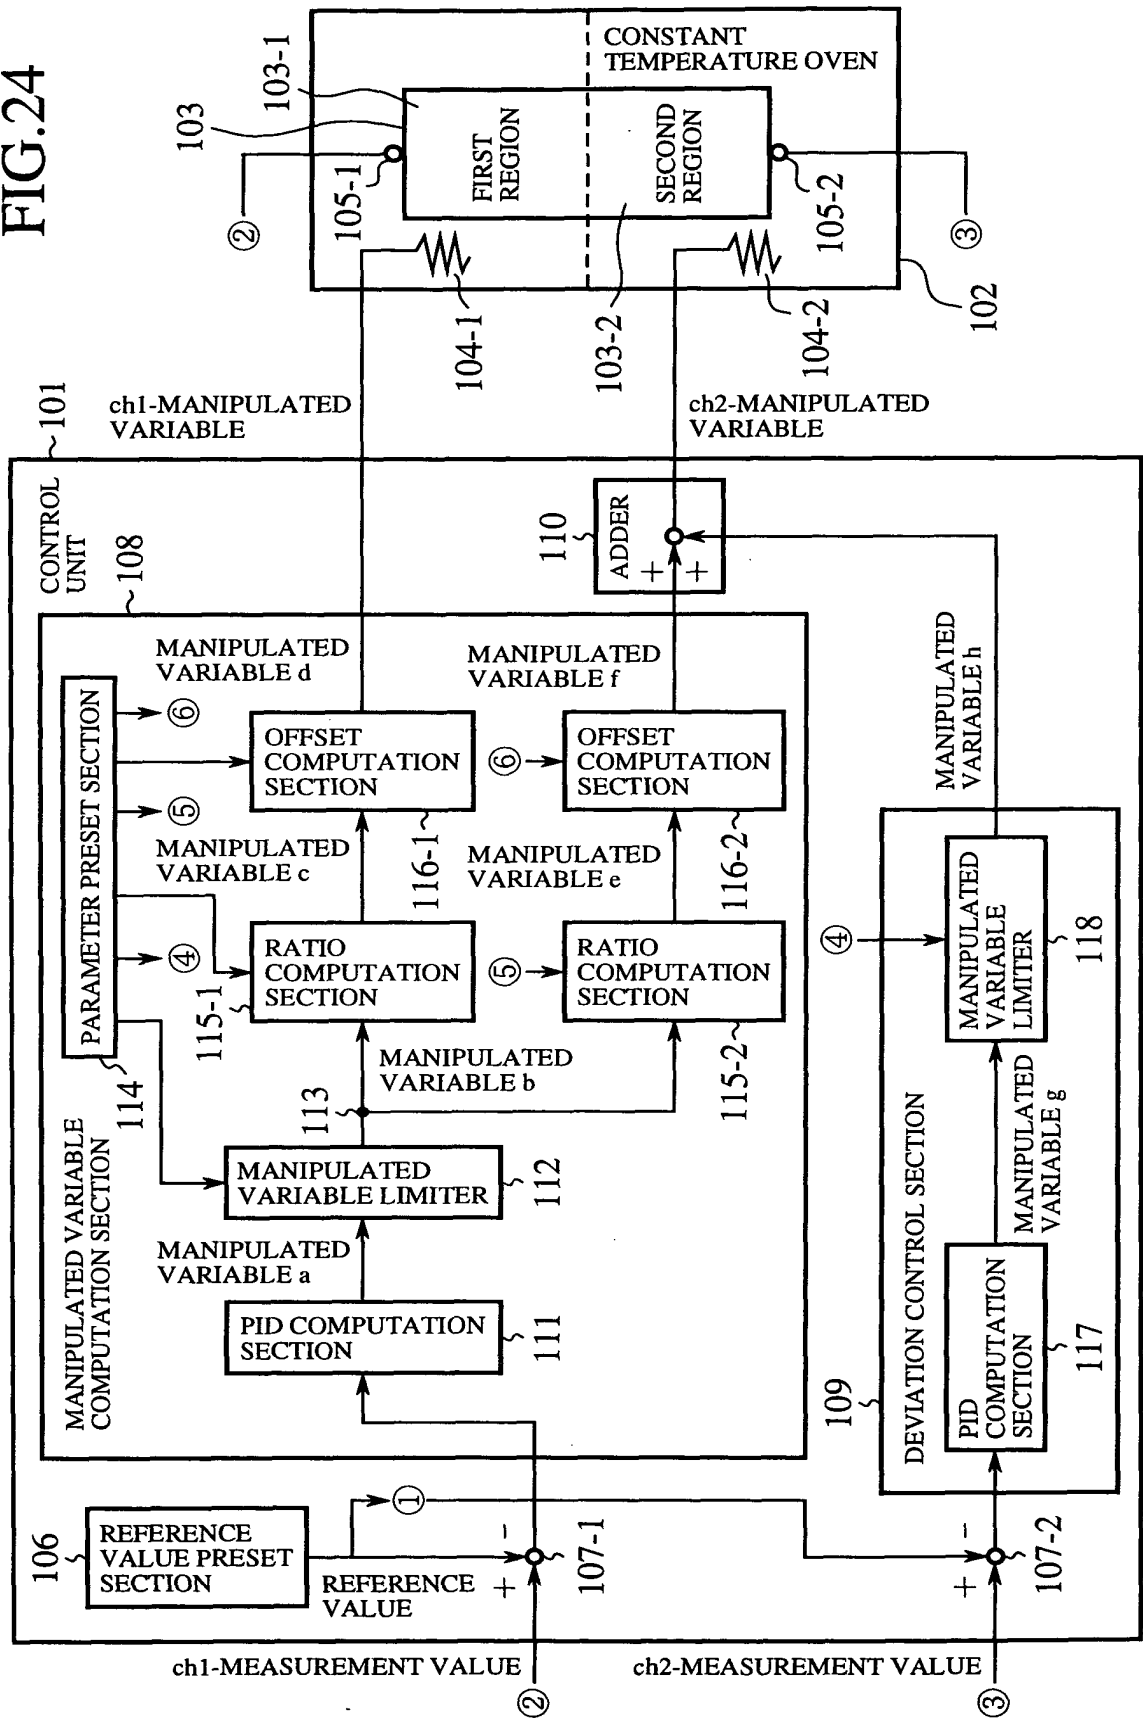 FIG.24
CONTROL
UNIT
101
106
REFERENCE
VALUE PRESET
SECTION
REFERENCE
VALUE
①
+
-
107-1
ch1-MEASUREMENT VALUE
②
+
-
107-2
ch2-MEASUREMENT VALUE
③
MANIPULATED VARIABLE
COMPUTATION SECTION
108
114
PARAMETER PRESET SECTION
④
⑤
⑥
PID COMPUTATION
SECTION
111
MANIPULATED
VARIABLE a
MANIPULATED
VARIABLE LIMITER
112
113
MANIPULATED
VARIABLE b
115-1
RATIO
COMPUTATION
SECTION
MANIPULATED
VARIABLE c
OFFSET
COMPUTATION
SECTION
116-1
MANIPULATED
VARIABLE d
⑤
RATIO
COMPUTATION
SECTION
115-2
MANIPULATED
VARIABLE e
⑥
OFFSET
COMPUTATION
SECTION
116-2
MANIPULATED
VARIABLE f
110
ADDER
+
+
109
DEVIATION CONTROL SECTION
PID
COMPUTATION
SECTION
117
MANIPULATED
VARIABLE g
④
MANIPULATED
VARIABLE
LIMITER
118
MANIPULATED
VARIABLE h
ch1-MANIPULATED
VARIABLE
ch2-MANIPULATED
VARIABLE
②
103
103-1
105-1
104-1
FIRST
REGION
CONSTANT
TEMPERATURE OVEN
SECOND
REGION
103-2
104-2
105-2
③
102